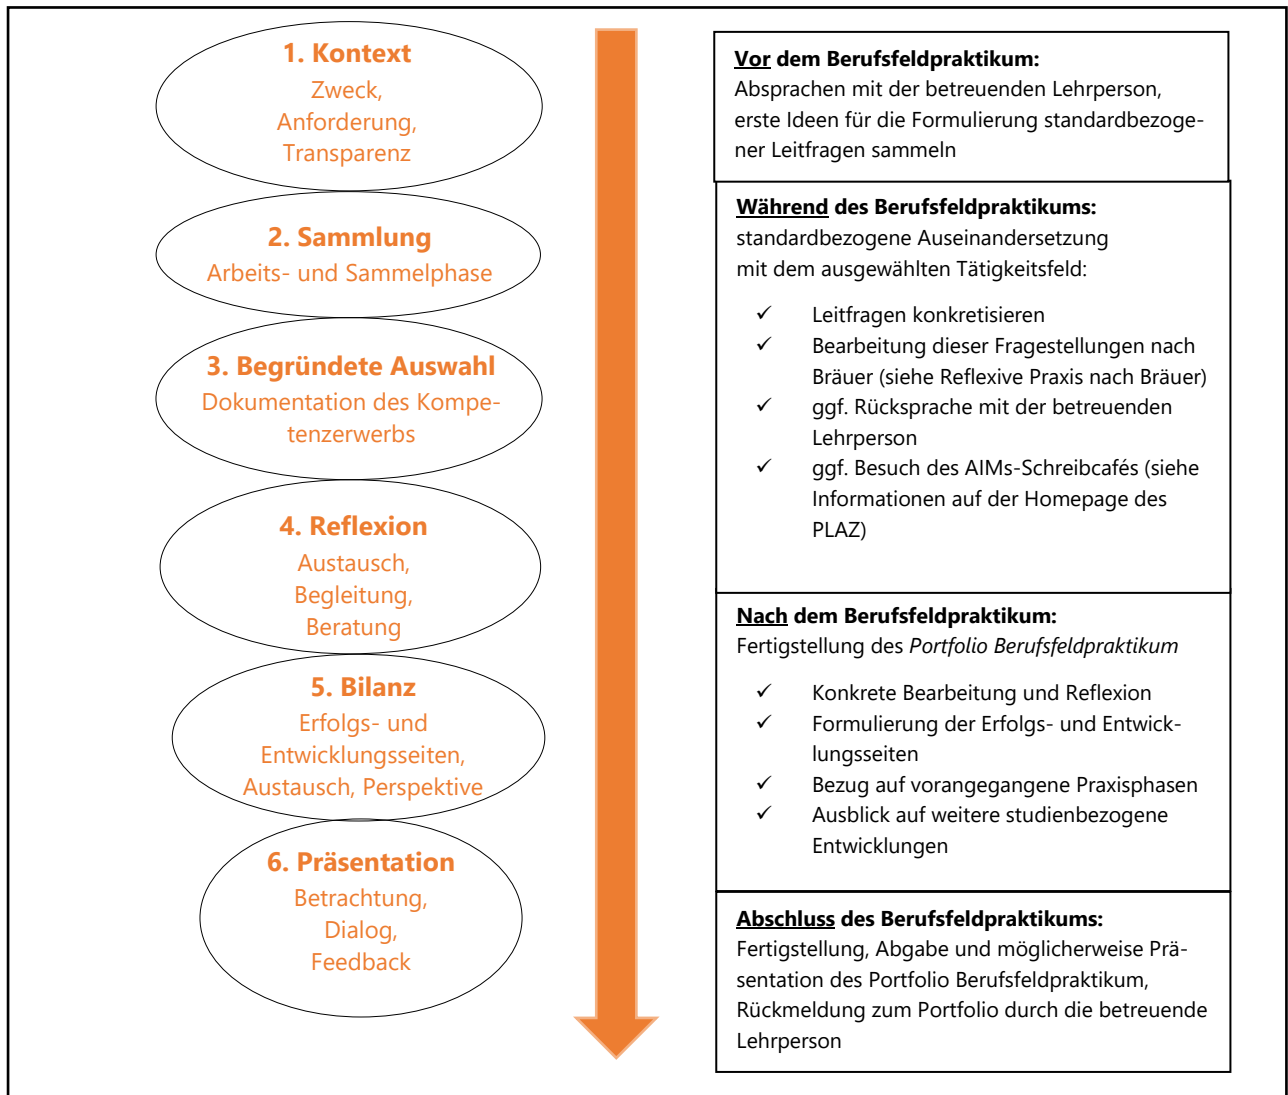 1. Kontext
Zweck,
Anforderung,
Transparenz
2. Sammlung
Arbeits- und Sammelphase
3. Begründete Auswahl
Dokumentation des Kompe-
tenzerwerbs
4. Reflexion
Austausch,
Begleitung,
Beratung
5. Bilanz
Erfolgs- und
Entwicklungsseiten,
Austausch, Perspektive
6. Präsentation
Betrachtung,
Dialog,
Feedback
Vor dem Berufsfeldpraktikum:
Absprachen mit der betreuenden Lehrperson,
erste Ideen für die Formulierung standardbezoge-
ner Leitfragen sammeln
Während des Berufsfeldpraktikums:
standardbezogene Auseinandersetzung
mit dem ausgewählten Tätigkeitsfeld:
✓ Leitfragen konkretisieren
✓ Bearbeitung dieser Fragestellungen nach
Bräuer (siehe Reflexive Praxis nach Bräuer)
✓ ggf. Rücksprache mit der betreuenden
Lehrperson
✓ ggf. Besuch des AIMs-Schreibcafés (siehe
Informationen auf der Homepage des
PLAZ)
Nach dem Berufsfeldpraktikum:
Fertigstellung des Portfolio Berufsfeldpraktikum
✓ Konkrete Bearbeitung und Reflexion
✓ Formulierung der Erfolgs- und Entwick-
lungsseiten
✓ Bezug auf vorangegangene Praxisphasen
✓ Ausblick auf weitere studienbezogene
Entwicklungen
Abschluss des Berufsfeldpraktikums:
Fertigstellung, Abgabe und möglicherweise Prä-
sentation des Portfolio Berufsfeldpraktikum,
Rückmeldung zum Portfolio durch die betreuende
Lehrperson